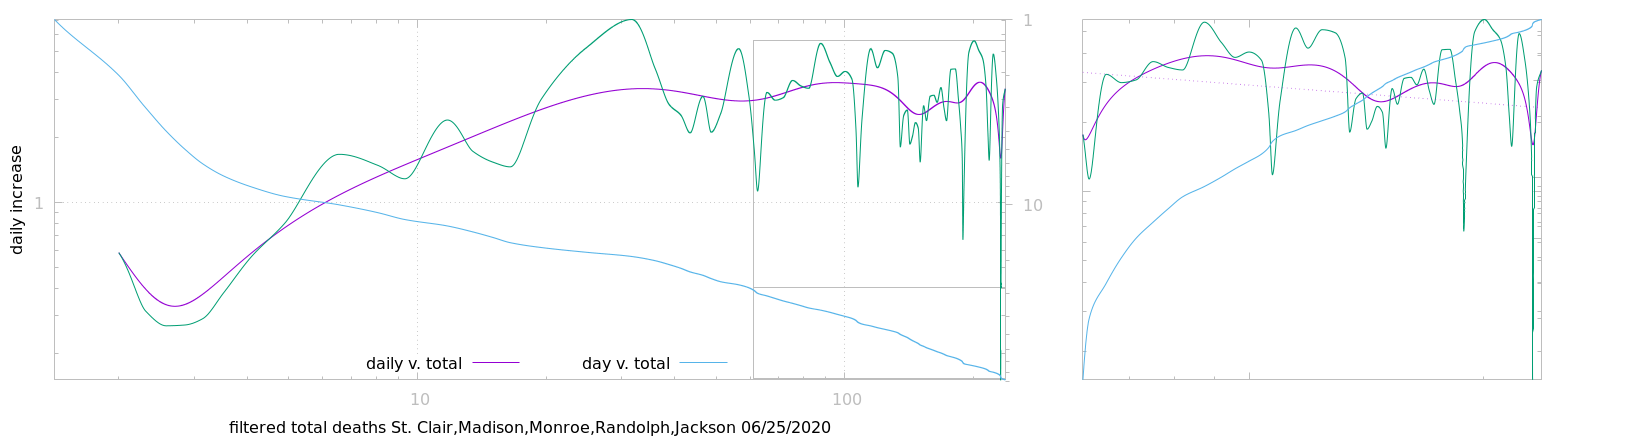 1
daily increase
1
10
daily v. total
day v. total
10
100
filtered total deaths St. Clair,Madison,Monroe,Randolph,Jackson 06/25/2020